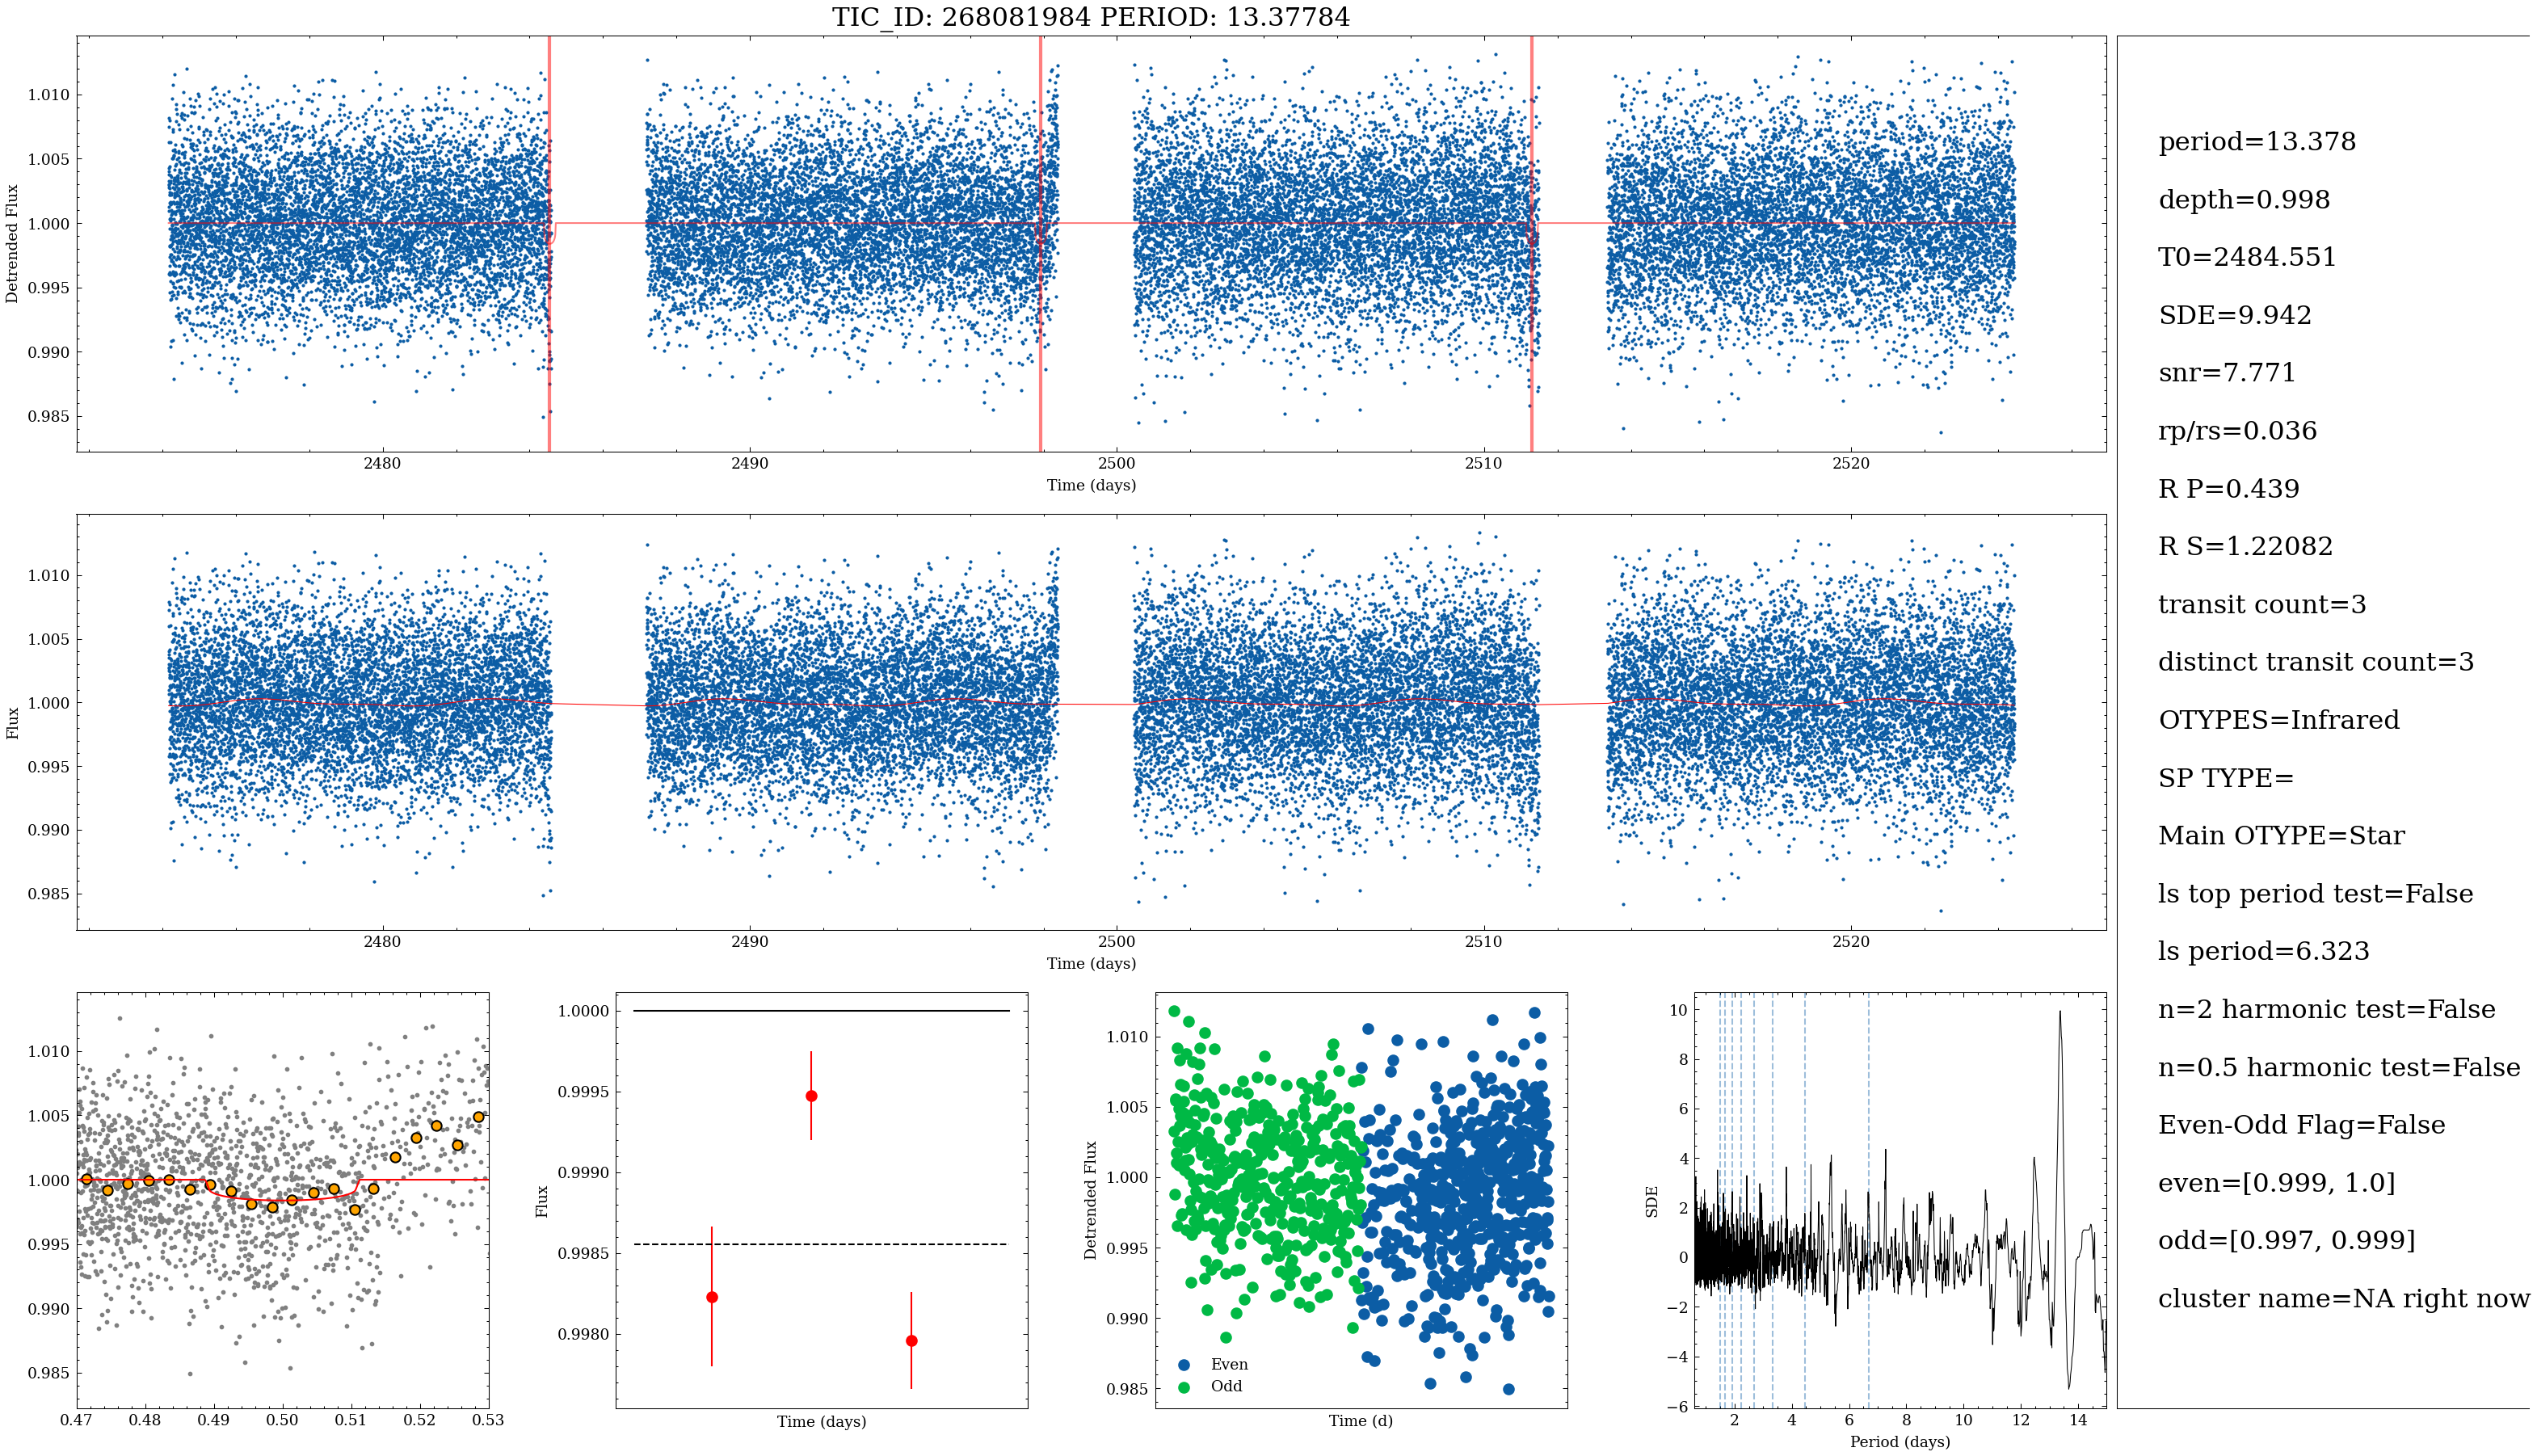 TIC_ID: 268081984 PERIOD: 13.37784
Detrended Flux
1.010
1.005
1.000
0.995
0.990
0.985
2480 2490 2500 2510 2520
Time (days)
Flux
1.010
1.005
1.000
0.995
0.990
0.985
2480 2490 2500 2510 2520
Time (days)
1.010
1.005
1.000
0.995
0.990
0.985
0.47 0.48 0.49 0.50 0.51 0.52 0.53
Flux
1.0000
0.9995
0.9990
0.9985
0.9980
Time (days)
Detrended Flux
1.010
1.005
1.000
0.995
0.990
0.985
Even
Odd
Time (d)
SDE
10
8
6
4
2
0
−2
−4
−6
2 4 6 8 10 12 14
Period (days)
period=13.378
depth=0.998
T0=2484.551
SDE=9.942
snr=7.771
rp/rs=0.036
R P=0.439
R S=1.22082
transit count=3
distinct transit count=3
OTYPES=Infrared
SP TYPE=
Main OTYPE=Star
ls top period test=False
ls period=6.323
n=2 harmonic test=False
n=0.5 harmonic test=False
Even-Odd Flag=False
even=[0.999, 1.0]
odd=[0.997, 0.999]
cluster name=NA right now